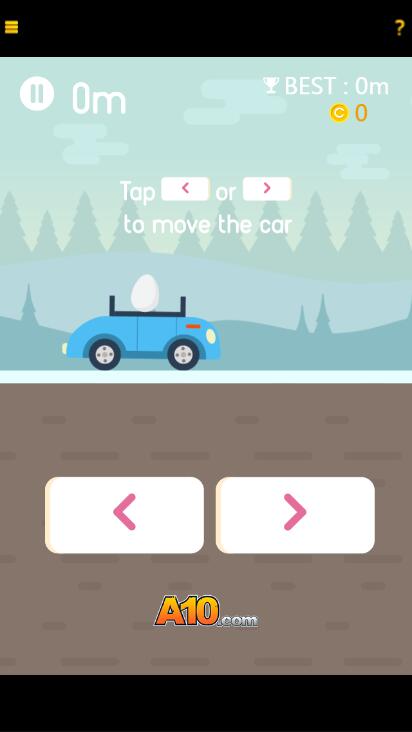 ?
0m
BEST : 0m
C 0
Tap < or >
to move the car
< >
A10.com